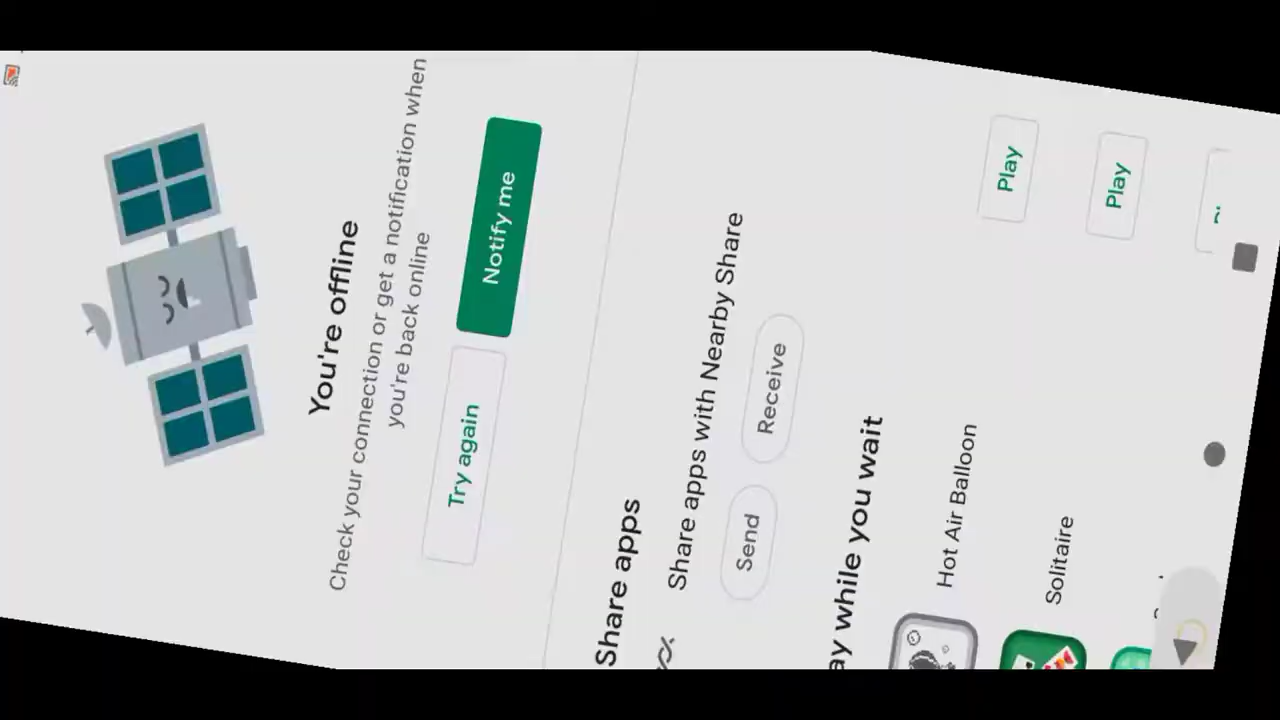 You're offline
Check your connection or get a notification when
you're back online
Try again
Notify me
Share apps
Share apps with Nearby Share
Send
Receive
ay while you wait
Hot Air Balloon
Play
Solitaire
Play